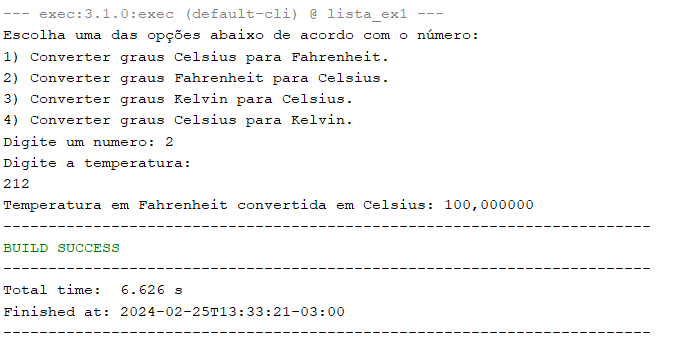 --- exec:3.1.0:exec (default-cli) @ lista_ex1 ---
Escolha uma das opções abaixo de acordo com o número:
1) Converter graus Celsius para Fahrenheit.
2) Converter graus Fahrenheit para Celsius.
3) Converter graus Kelvin para Celsius.
4) Converter graus Celsius para Kelvin.
Digite um numero: 2
Digite a temperatura:
212
Temperatura em Fahrenheit convertida em Celsius: 100,000000
------------------------------------------------------------------------
BUILD SUCCESS
------------------------------------------------------------------------
Total time:  6.626 s
Finished at: 2024-02-25T13:33:21-03:00
------------------------------------------------------------------------